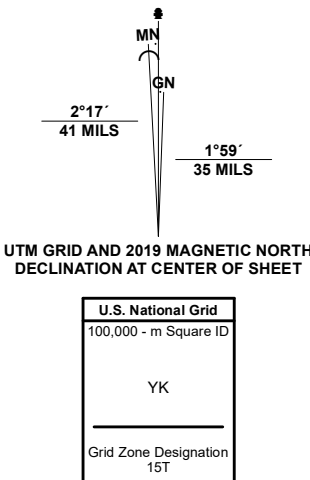 MN
GN
2°17´
41 MILS
1°59´
35 MILS
UTM GRID AND 2019 MAGNETIC NORTH
DECLINATION AT CENTER OF SHEET
U.S. National Grid
100,000 - m Square ID
YK
Grid Zone Designation
15T